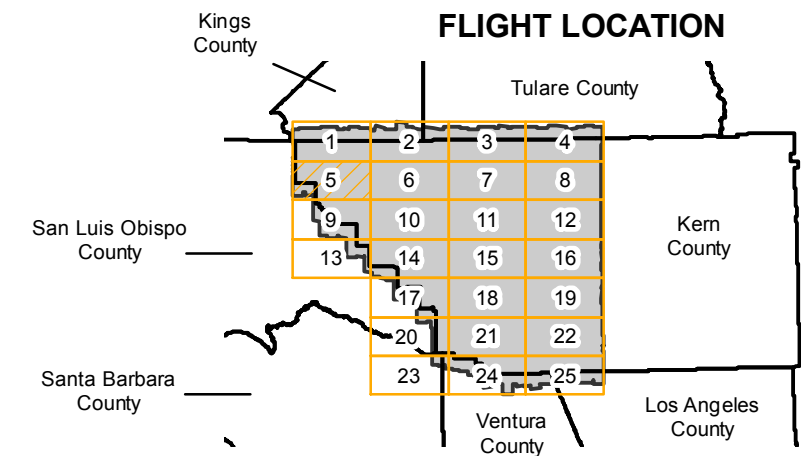 Kings
County
FLIGHT LOCATION
Tulare County
1 2 3 4
5 6 7 8
San Luis Obispo
County
9 10 11 12
Kern
County
13 14 15 16
17 18 19
20 21 22
Santa Barbara
County
23 24 25
Ventura
County
Los Angeles
County